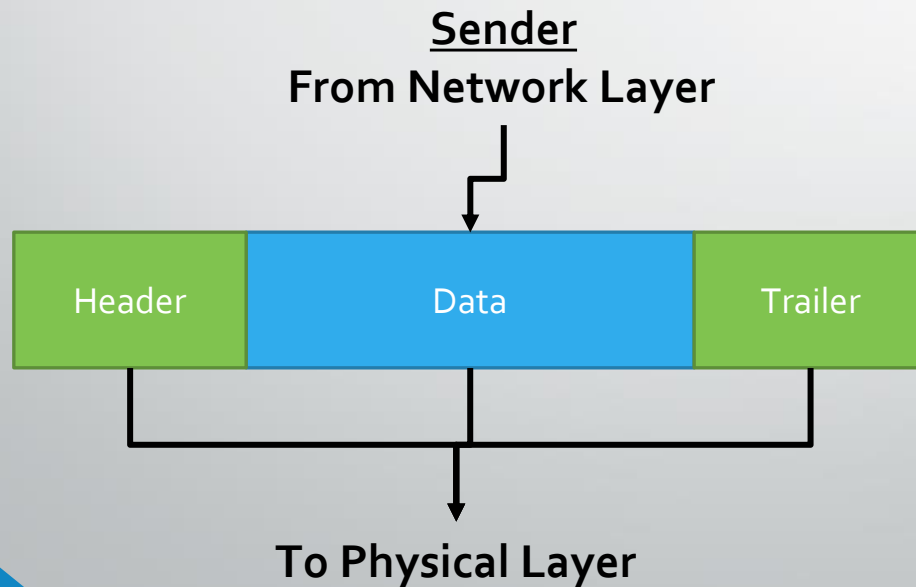 Sender
From Network Layer
Header Data Trailer
To Physical Layer